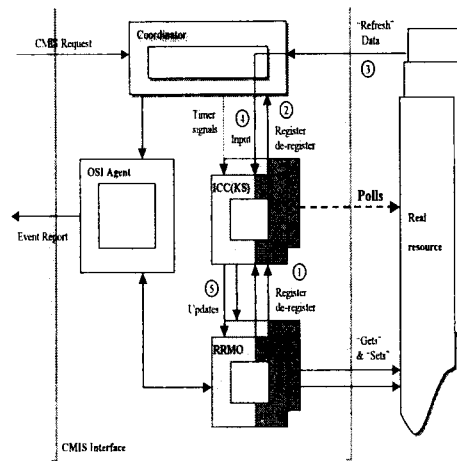 Coordinator
CMIS Request
"Refresh"
Data
3
2
4
Timer
signals
Input
Register
de-register
OSI Agent
ICC(KS)
Event Report
Polls
Real
resource
1
5
Updates
Register
de-register
RRMO
"Gets"
& "Sets"
CMIS Interface